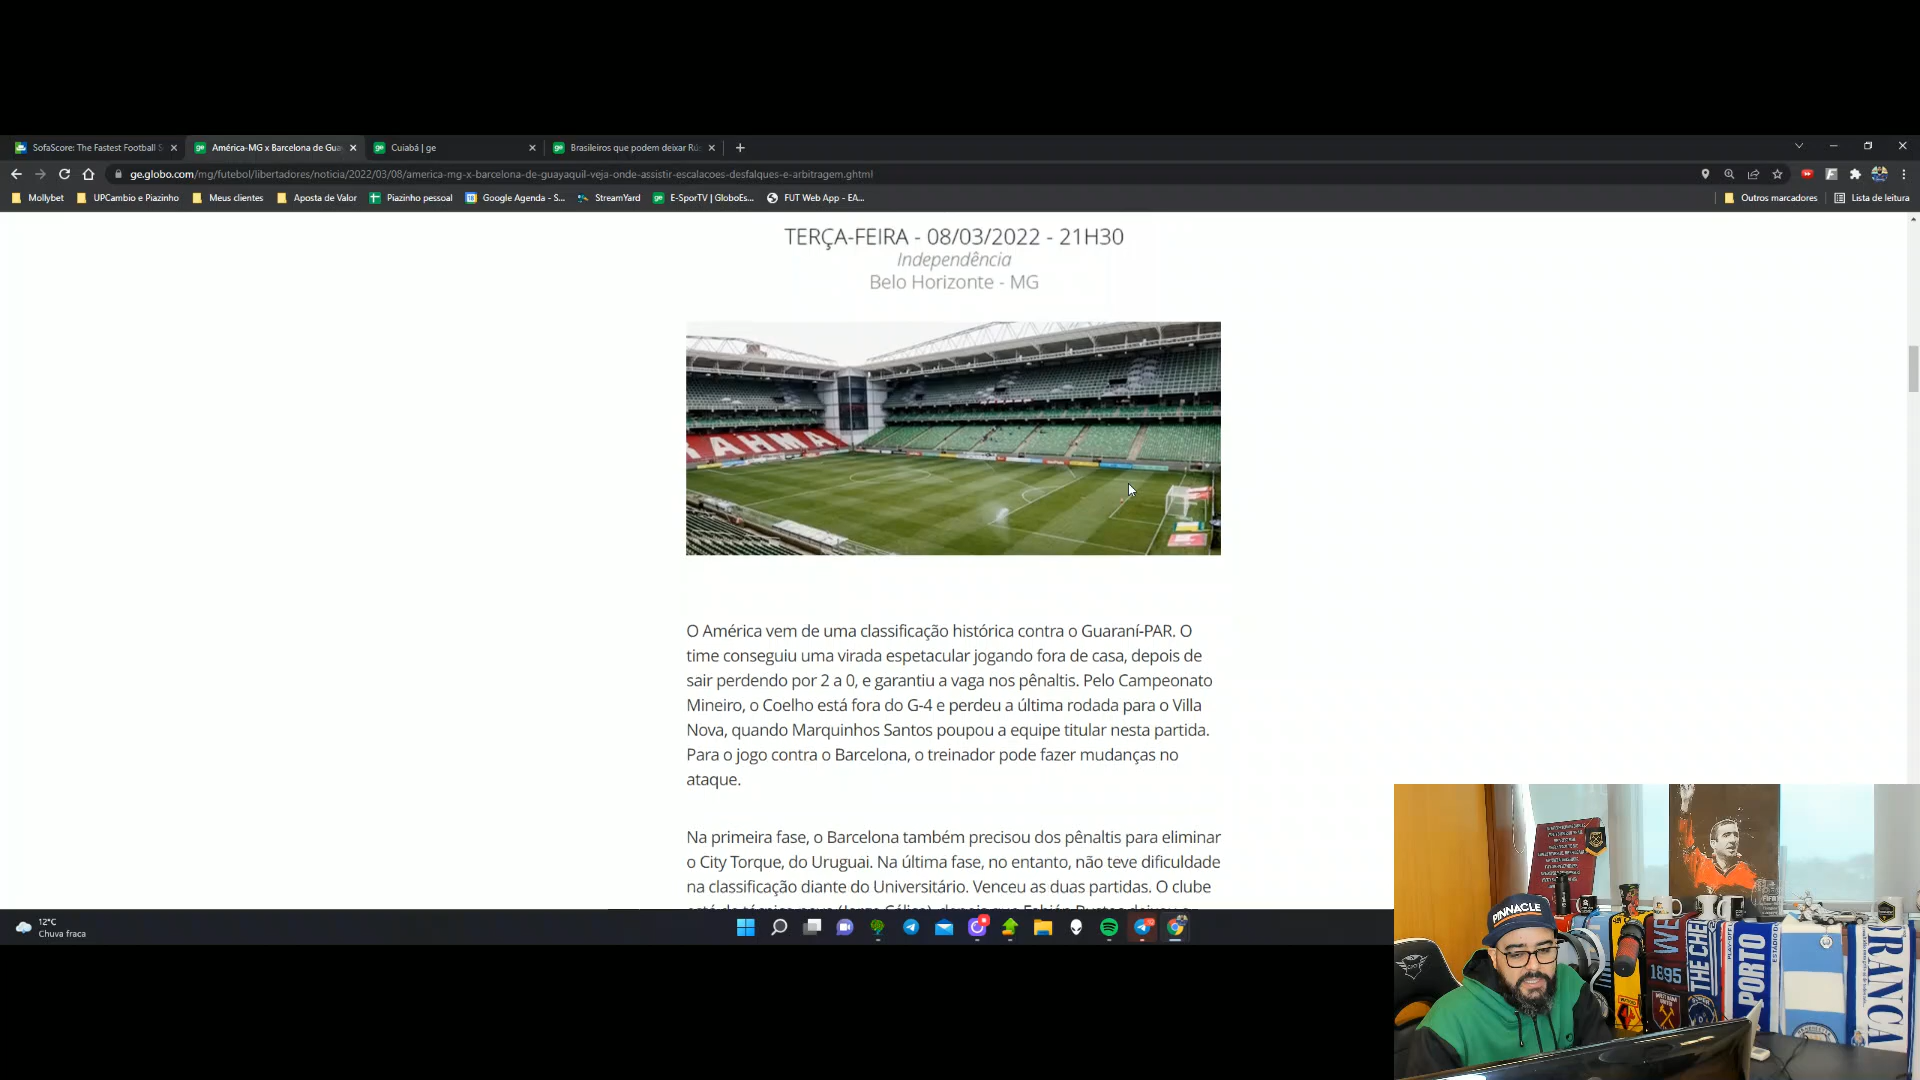 SofaScore: The Fastest Football S
América-MG x Barcelona de Gua
Cuiabá | ge
Brasileiros que podem deixar Rú
ge.globo.com/mg/futebol/libertadores/noticia/2022/03/08/america-mg-x-barcelona-de-guayaquil-veja-onde-assistir-escalacoes-desfalques-e-arbitragem.ghtml
Mollybet
UPCambio e Piazinho
Meus clientes
Aposta de Valor
Piazinho pessoal
Google Agenda - S...
StreamYard
E-SporTV | GloboEs...
FUT Web App - EA...
Outros marcadores
Lista de leitura
TERÇA-FEIRA - 08/03/2022 - 21H30
Independência
Belo Horizonte - MG
RAHMA
O América vem de uma classificação histórica contra o Guaraní-PAR. O
time conseguiu uma virada espetacular jogando fora de casa, depois de
sair perdendo por 2 a 0, e garantiu a vaga nos pênaltis. Pelo Campeonato
Mineiro, o Coelho está fora do G-4 e perdeu a última rodada para o Villa
Nova, quando Marquinhos Santos poupou a equipe titular nesta partida.
Para o jogo contra o Barcelona, o treinador pode fazer mudanças no
ataque.
Na primeira fase, o Barcelona também precisou dos pênaltis para eliminar
o City Torque, do Uruguai. Na última fase, no entanto, não teve dificuldade
na classificação diante do Universitário. Venceu as duas partidas. O clube
12°C
Chuva fraca
PINNACLE
WE
1895
THE CHE
PORTO
FRANCA